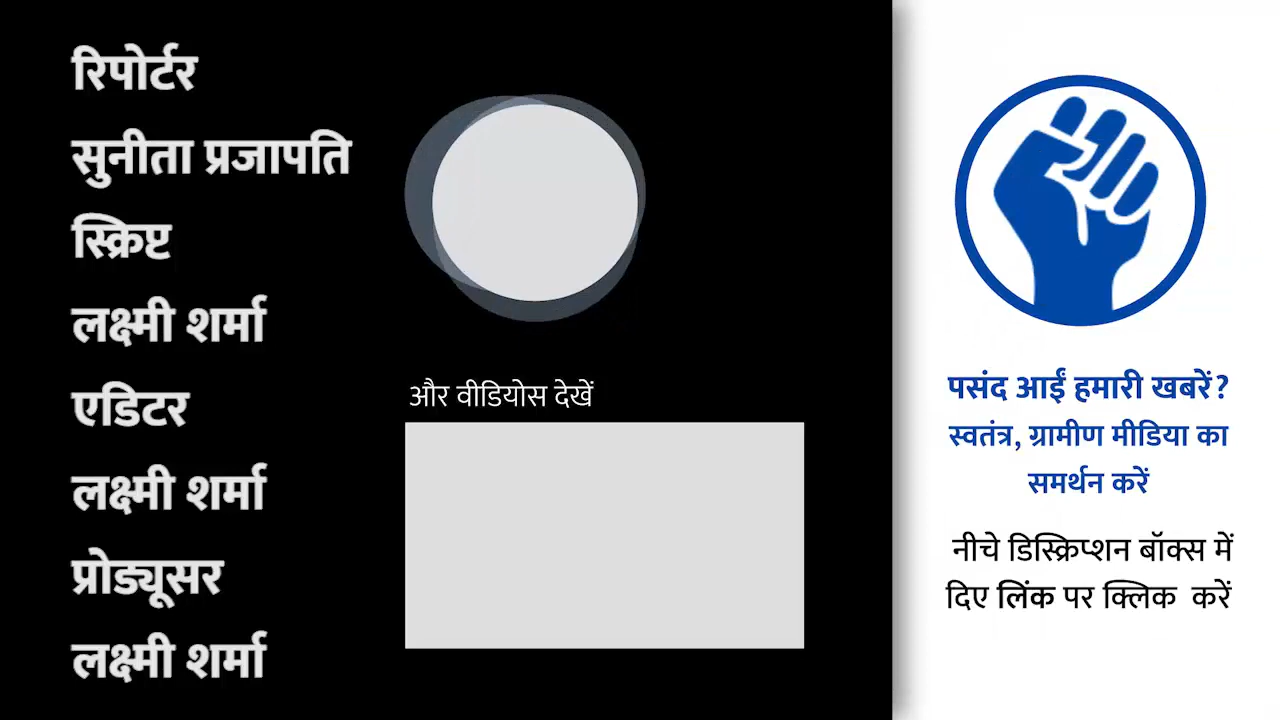 रिपोर्टर
सुनीता प्रजापति
स्क्रिप्ट
लक्ष्मी शर्मा
एडिटर
लक्ष्मी शर्मा
प्रोड्यूसर
लक्ष्मी शर्मा
और वीडियोस देखें
पसंद आईं हमारी खबरें?
स्वतंत्र, ग्रामीण मीडिया का
समर्थन करें
नीचे डिस्क्रिप्शन बॉक्स में
दिए लिंक पर क्लिक करें